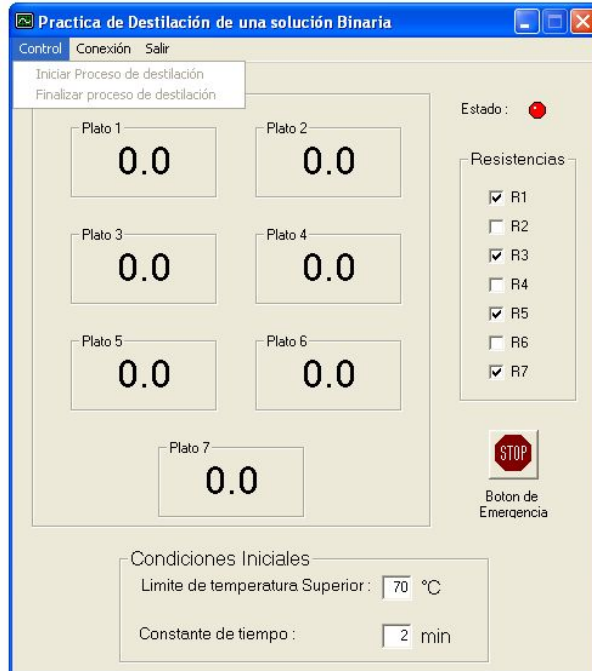 Practica de Destilación de una solución Binaria
Control Conexión Salir
Iniciar Proceso de destilación
Finalizar proceso de destilación
Estado :
Plato 1
0.0
Plato 2
0.0
Plato 3
0.0
Plato 4
0.0
Plato 5
0.0
Plato 6
0.0
Plato 7
0.0
Resistencias
R1
R2
R3
R4
R5
R6
R7
STOP
Boton de
Emergencia
Condiciones Iniciales
Limite de temperatura Superior : 70 °C
Constante de tiempo : 2 min